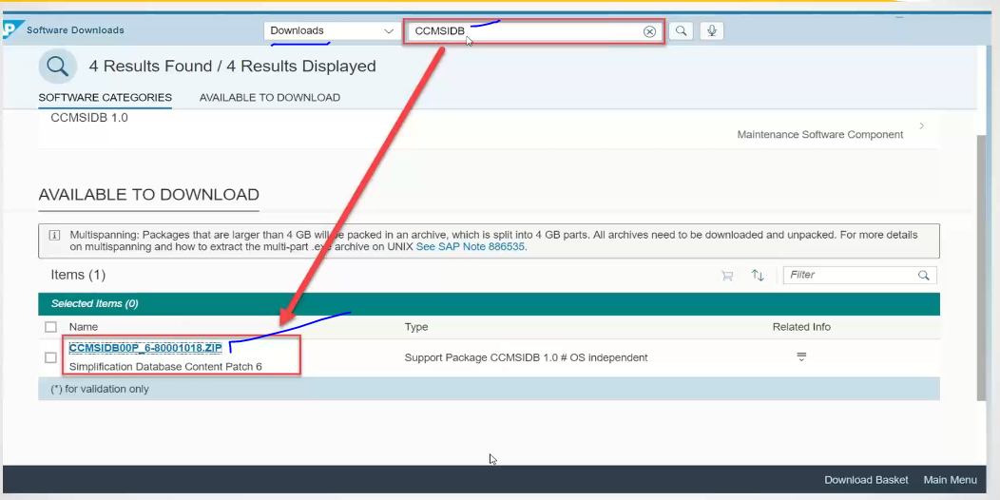 P
Software Downloads
Downloads
CCMSIDB
4 Results Found / 4 Results Displayed
SOFTWARE CATEGORIES
AVAILABLE TO DOWNLOAD
CCMSIDB 1.0
Maintenance Software Component
AVAILABLE TO DOWNLOAD
Multispanning: Packages that are larger than 4 GB will be packed in an archive, which is split into 4 GB parts. All archives need to be downloaded and unpacked. For more details
on multispanning and how to extract the multi-part .exe archive on UNIX See SAP Note 886535.
Items (1)
Filter
Selected Items (0)
Name
Type
Related Info
CCMSIDB00P_6-80001018.ZIP
Simplification Database Content Patch 6
Support Package CCMSIDB 1.0 # OS independent
(*) for validation only
Download Basket
Main Menu